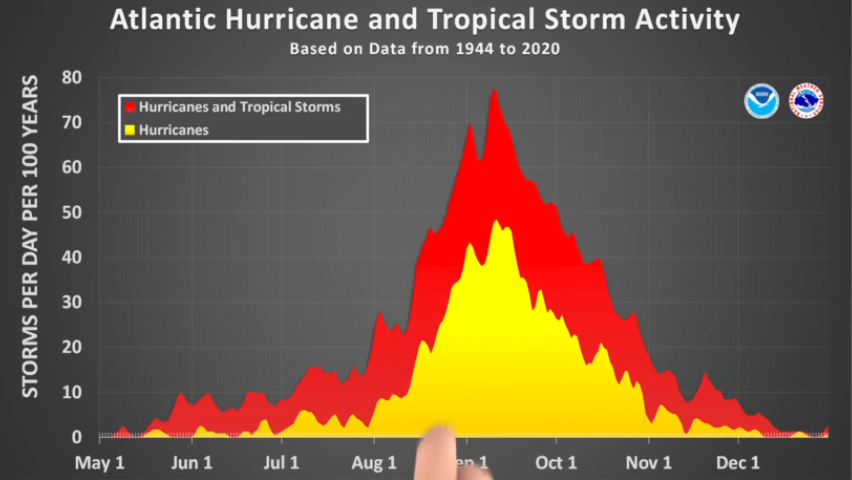 Atlantic Hurricane and Tropical Storm Activity
Based on Data from 1944 to 2020
STORMS PER DAY PER 100 YEARS
Hurricanes and Tropical Storms
Hurricanes
80
70
60
50
40
30
20
10
0
May 1 Jun 1 Jul 1 Aug 1 ep 1 Oct 1 Nov 1 Dec 1